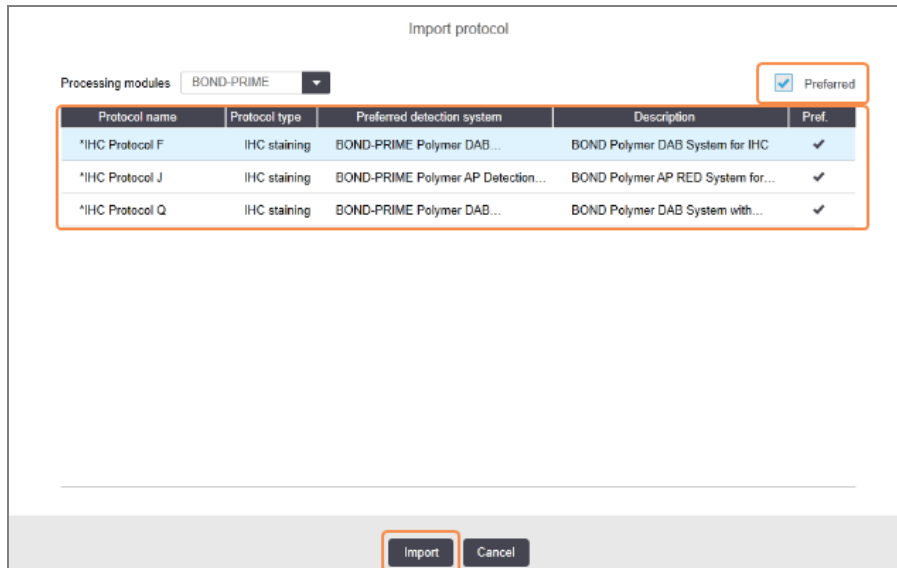 Import protocol
Processing modules BOND-PRIME Preferred
Protocol name Protocol type Preferred detection system Description Pref.
*IHC Protocol F IHC staining BOND-PRIME Polymer DAB... BOND Polymer DAB System for IHC
*IHC Protocol J IHC staining BOND-PRIME Polymer AP Detection... BOND Polymer AP RED System for...
*IHC Protocol Q IHC staining BOND-PRIME Polymer DAB... BOND Polymer DAB System with...
Import Cancel